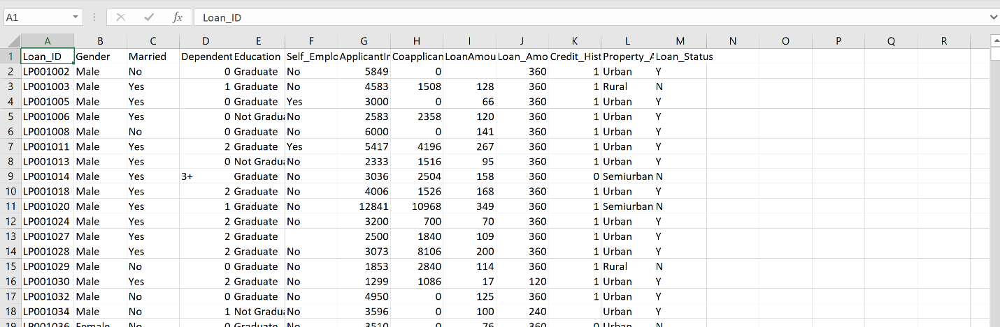 A1 fx Loan_ID
A B C D E F G H I J K L M N O P Q R
1 Loan_ID Gender Married Dependent Education Self_Emplo ApplicantIn Coapplican LoanAmou Loan_Amo Credit_Hist Property_A Loan_Status
2 LP001002 Male No 0 Graduate No 5849 0 360 1 Urban Y
3 LP001003 Male Yes 1 Graduate No 4583 1508 128 360 1 Rural N
4 LP001005 Male Yes 0 Graduate Yes 3000 0 66 360 1 Urban Y
5 LP001006 Male Yes 0 Not Gradua No 2583 2358 120 360 1 Urban Y
6 LP001008 Male No 0 Graduate No 6000 0 141 360 1 Urban Y
7 LP001011 Male Yes 2 Graduate Yes 5417 4196 267 360 1 Urban Y
8 LP001013 Male Yes 0 Not Gradua No 2333 1516 95 360 1 Urban Y
9 LP001014 Male Yes 3+ Graduate No 3036 2504 158 360 0 Semiurban N
10 LP001018 Male Yes 2 Graduate No 4006 1526 168 360 1 Urban Y
11 LP001020 Male Yes 1 Graduate No 12841 10968 349 360 1 Semiurban N
12 LP001024 Male Yes 2 Graduate No 3200 700 70 360 1 Urban Y
13 LP001027 Male Yes 2 Graduate 2500 1840 109 360 1 Urban Y
14 LP001028 Male Yes 2 Graduate No 3073 8106 200 360 1 Urban Y
15 LP001029 Male No 0 Graduate No 1853 2840 114 360 1 Rural N
16 LP001030 Male Yes 2 Graduate No 1299 1086 17 120 1 Urban Y
17 LP001032 Male No 0 Graduate No 4950 0 125 360 1 Urban Y
18 LP001034 Male No 1 Not Gradua No 3596 0 100 240 Urban Y
19 LP001036 Female No 0 Graduate No 3510 0 76 360 0 Urban N